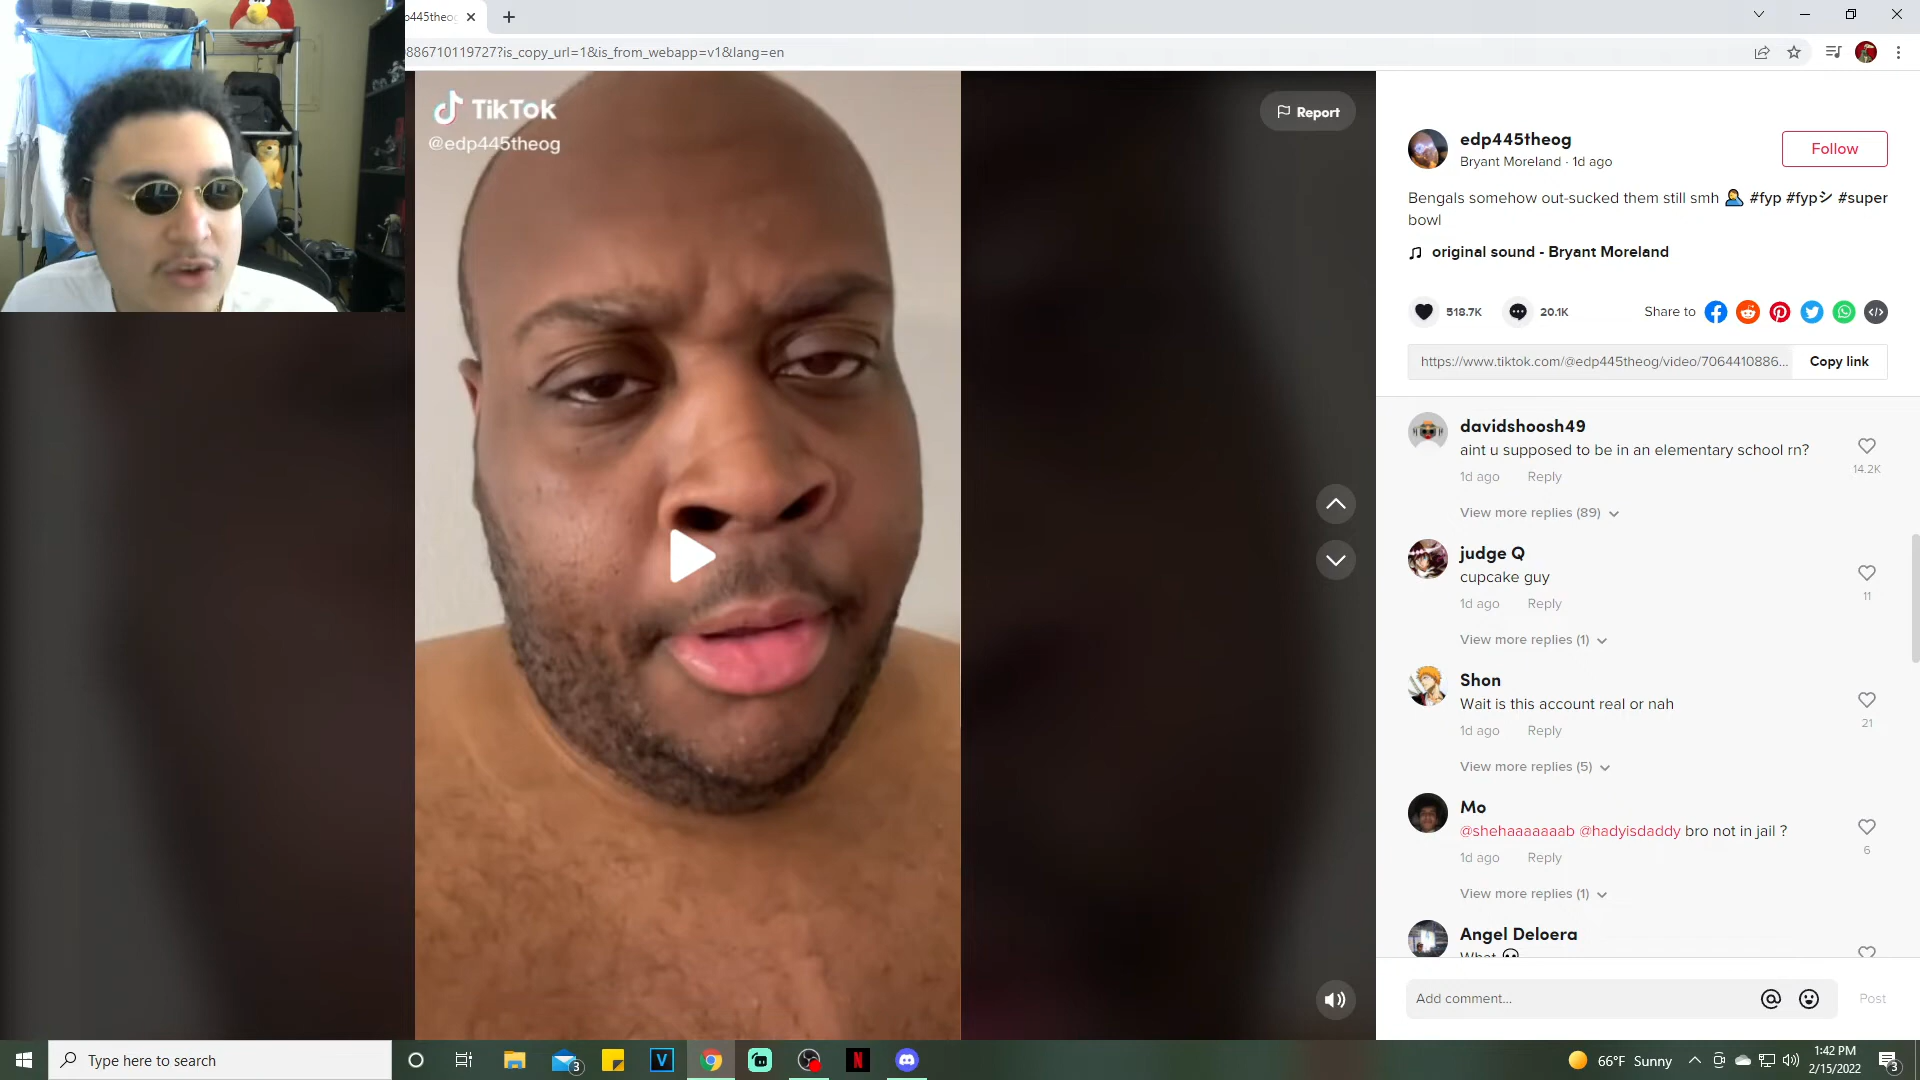 p445theog
886710119727?is_copy_url=1&is_from_webapp=v1&lang=en
TikTok
@edp445theog
Report
edp445theog
Bryant Moreland · 1d ago
Follow
Bengals somehow out-sucked them still smh 🤦 #fyp #fypシ #super
bowl
original sound - Bryant Moreland
518.7K
20.1K
Share to
https://www.tiktok.com/@edp445theog/video/7064410886...
Copy link
davidshoosh49
aint u supposed to be in an elementary school rn?
14.2K
1d ago Reply
View more replies (89)
judge Q
cupcake guy
11
1d ago Reply
View more replies (1)
Shon
Wait is this account real or nah
21
1d ago Reply
View more replies (5)
Mo
@shehaaaaaaab @hadyisdaddy bro not in jail ?
6
1d ago Reply
View more replies (1)
Angel Deloera
What
Add comment...
Post
Type here to search
3
V
N
66°F Sunny
1:42 PM
2/15/2022
3